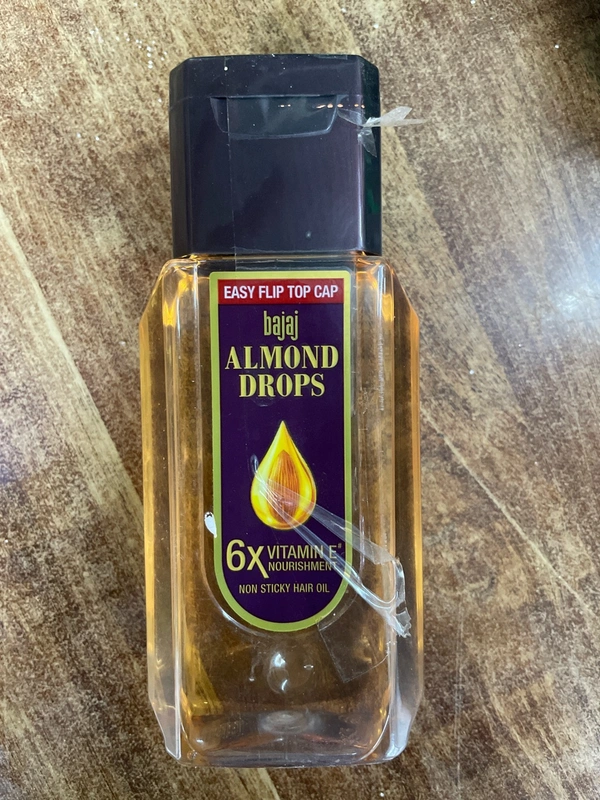 EASY FLIP TOP CAP
bajaj
ALMOND
DROPS
6X VITAMIN E#
NOURISHMENT
NON STICKY HAIR OIL